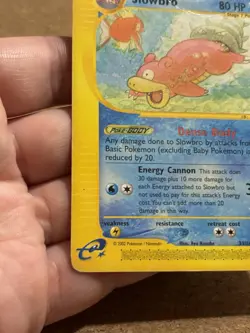 Slowbro 80 HP
Poké-BODY
Any damage done to Slowbro by attacks from
Basic Pokémon (excluding Baby Pokémon) is
reduced by 20.
Energy Cannon This attack does
30 damage plus 10 more damage for
each Energy attached to Slowbro but
not used to pay for this attack's Energy
cost. You can't add more than 20
damage in this way.
weakness resistance retreat cost
e